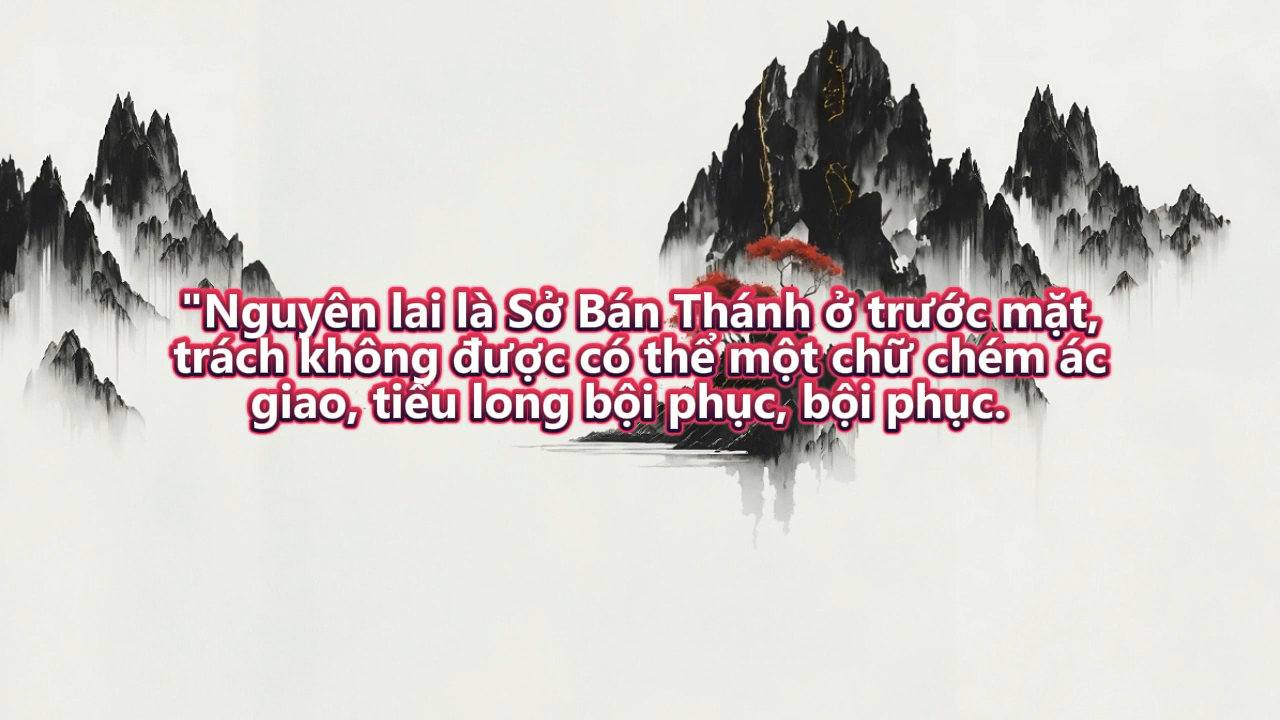 "Nguyên lai là Sở Bán Thánh ở trước mặt,
trách không được có thể một chữ chém ác
giao, tiểu long bội phục, bội phục.